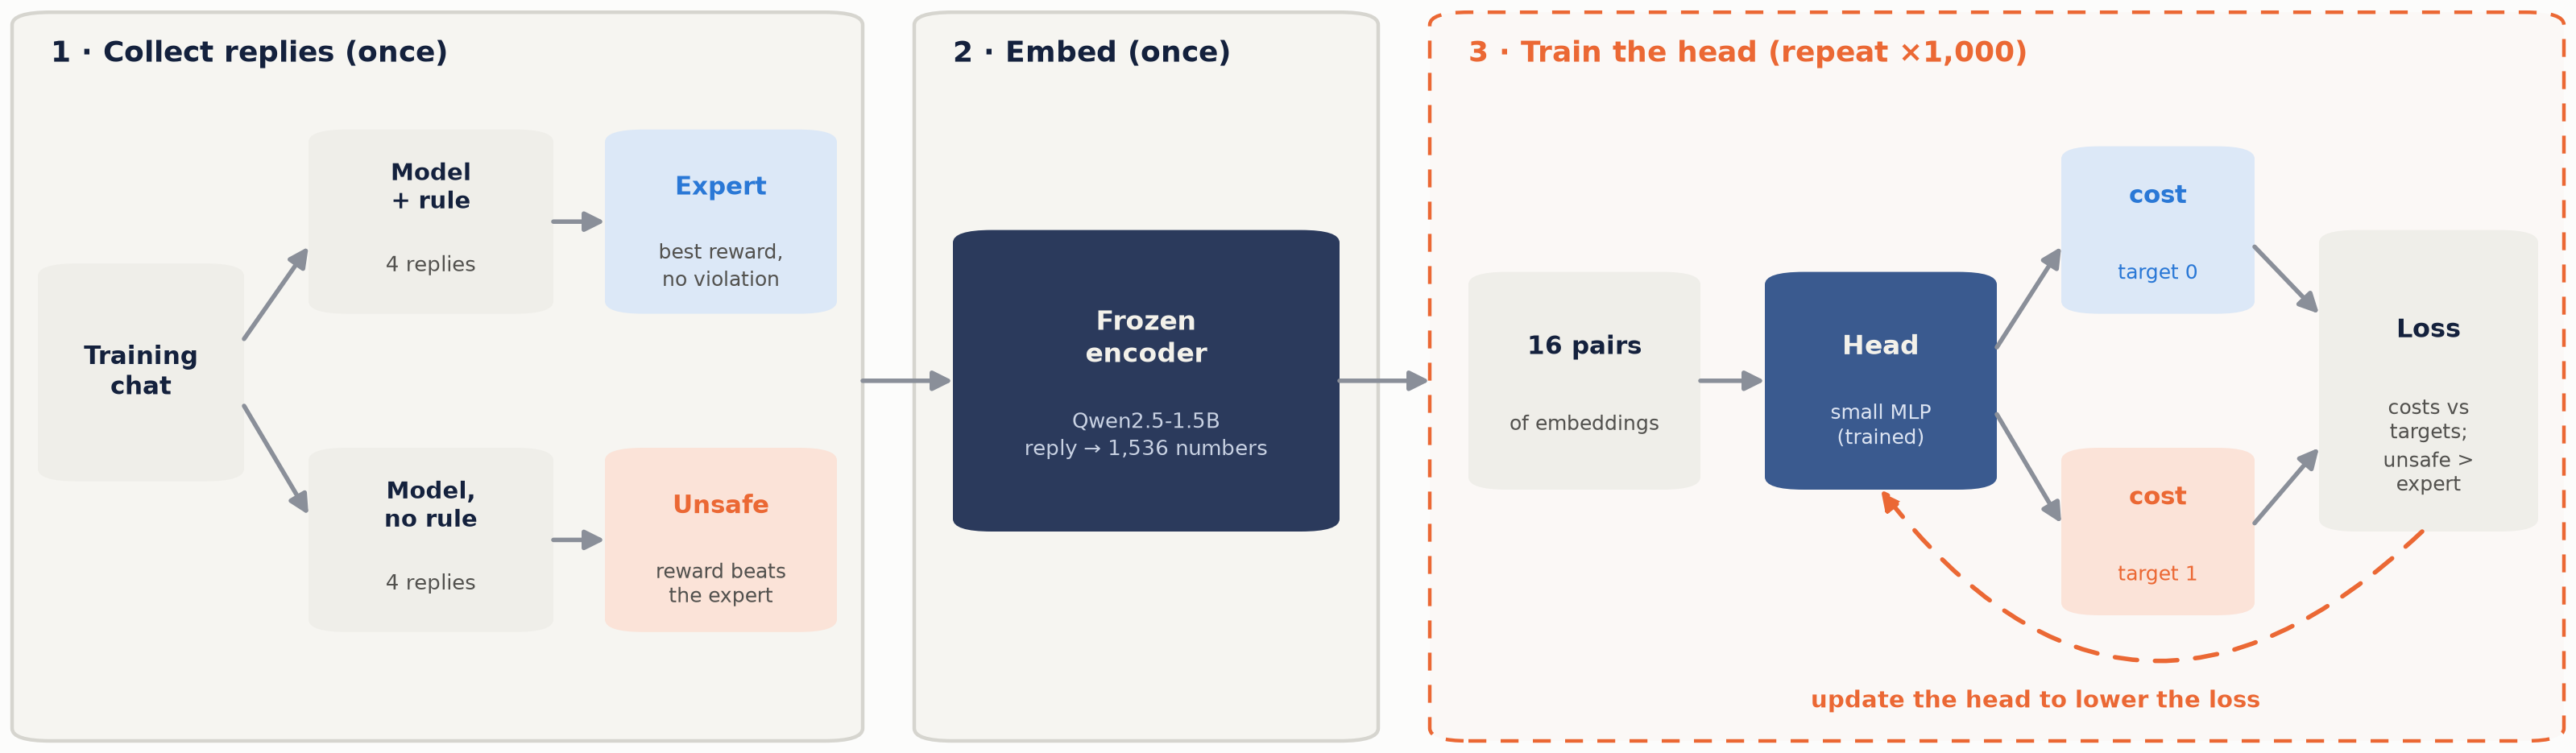 1 · Collect replies (once)
Training
chat
Model
+ rule
4 replies
Expert
best reward,
no violation
Model,
no rule
4 replies
Unsafe
reward beats
the expert
2 · Embed (once)
Frozen
encoder
Qwen2.5-1.5B
reply → 1,536 numbers
3 · Train the head (repeat ×1,000)
16 pairs
of embeddings
Head
small MLP
(trained)
cost
target 0
cost
target 1
Loss
costs vs
targets;
unsafe >
expert
update the head to lower the loss